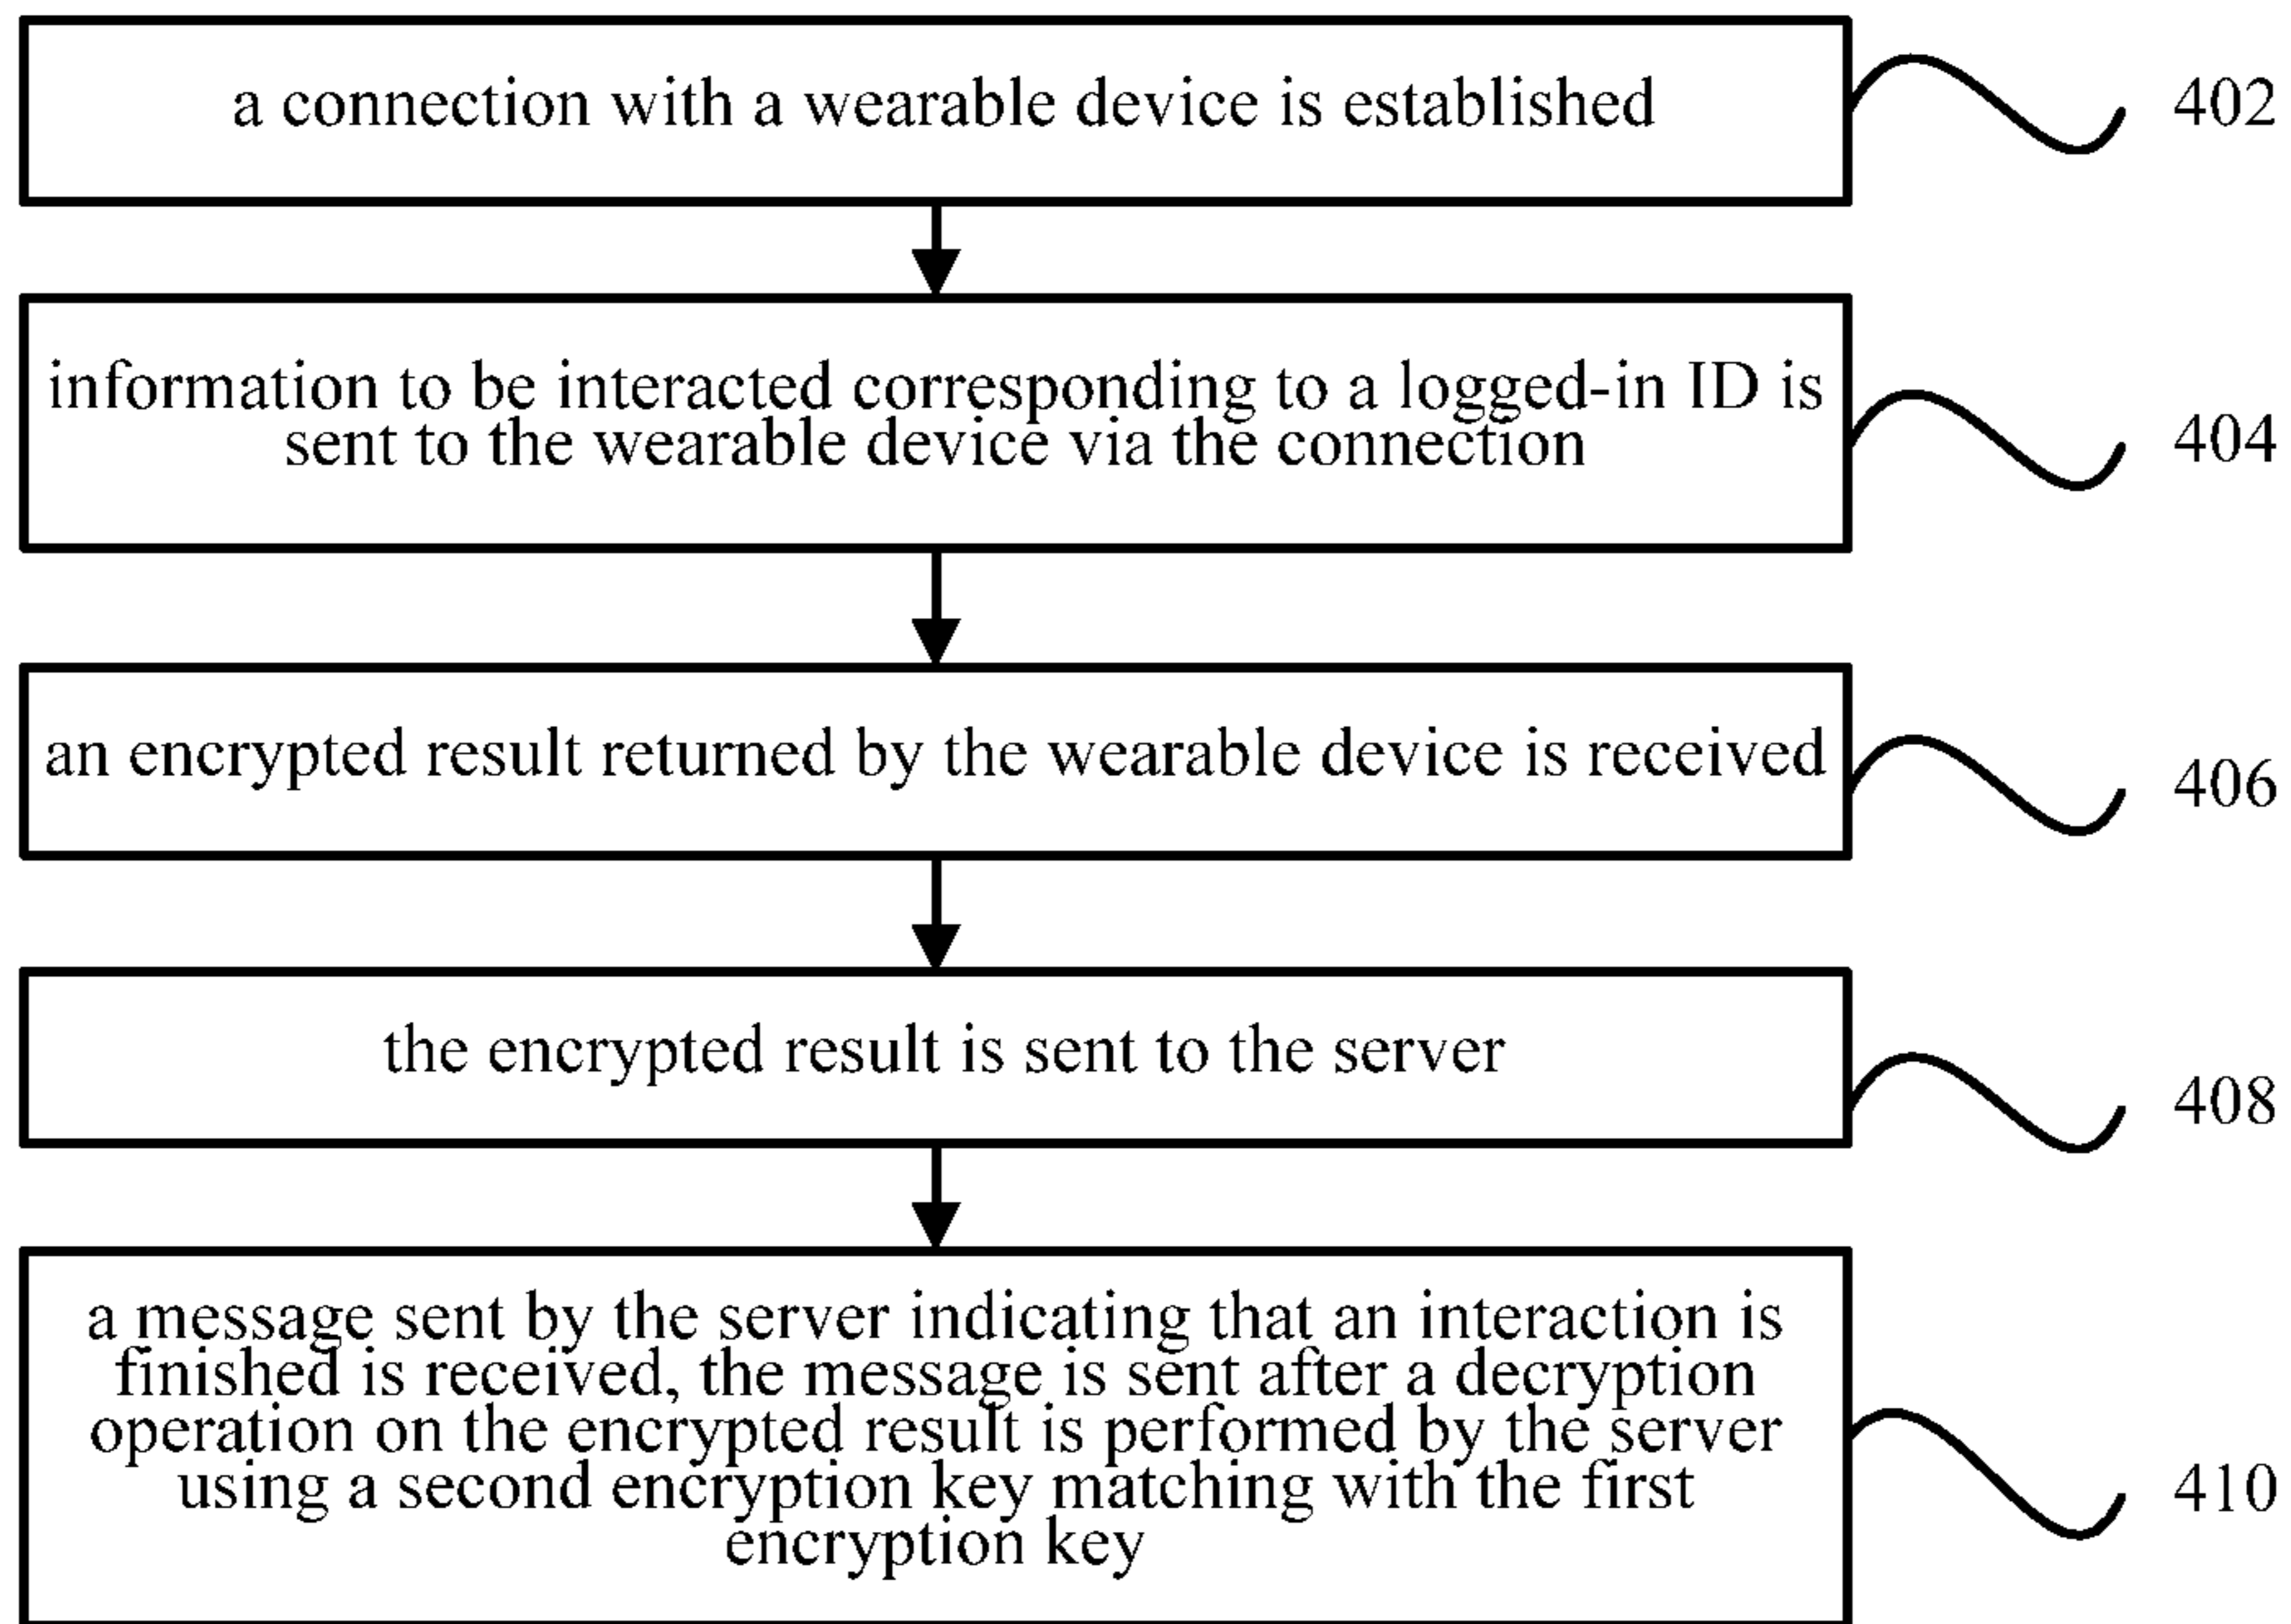 a connection with a wearable device is established
402
information to be interacted corresponding to a logged-in ID is
sent to the wearable device via the connection
404
an encrypted result returned by the wearable device is received
406
the encrypted result is sent to the server
408
a message sent by the server indicating that an interaction is
finished is received, the message is sent after a decryption
operation on the encrypted result is performed by the server
using a second encryption key matching with the first
encryption key
410